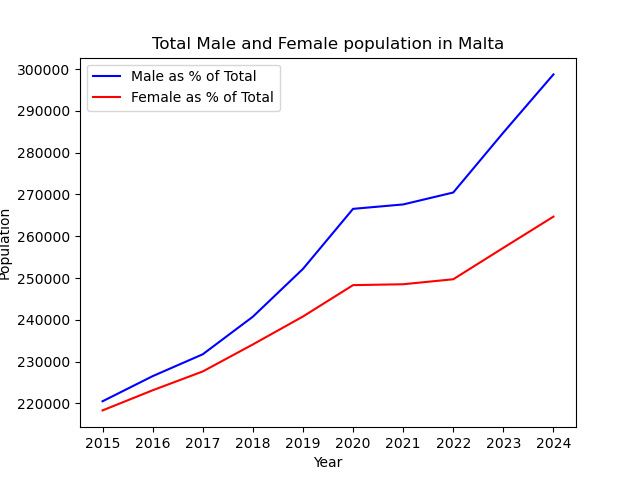 Total Male and Female population in Malta
Male as % of Total
Female as % of Total
Population
300000
290000
280000
270000
260000
250000
240000
230000
220000
2015 2016 2017 2018 2019 2020 2021 2022 2023 2024
Year